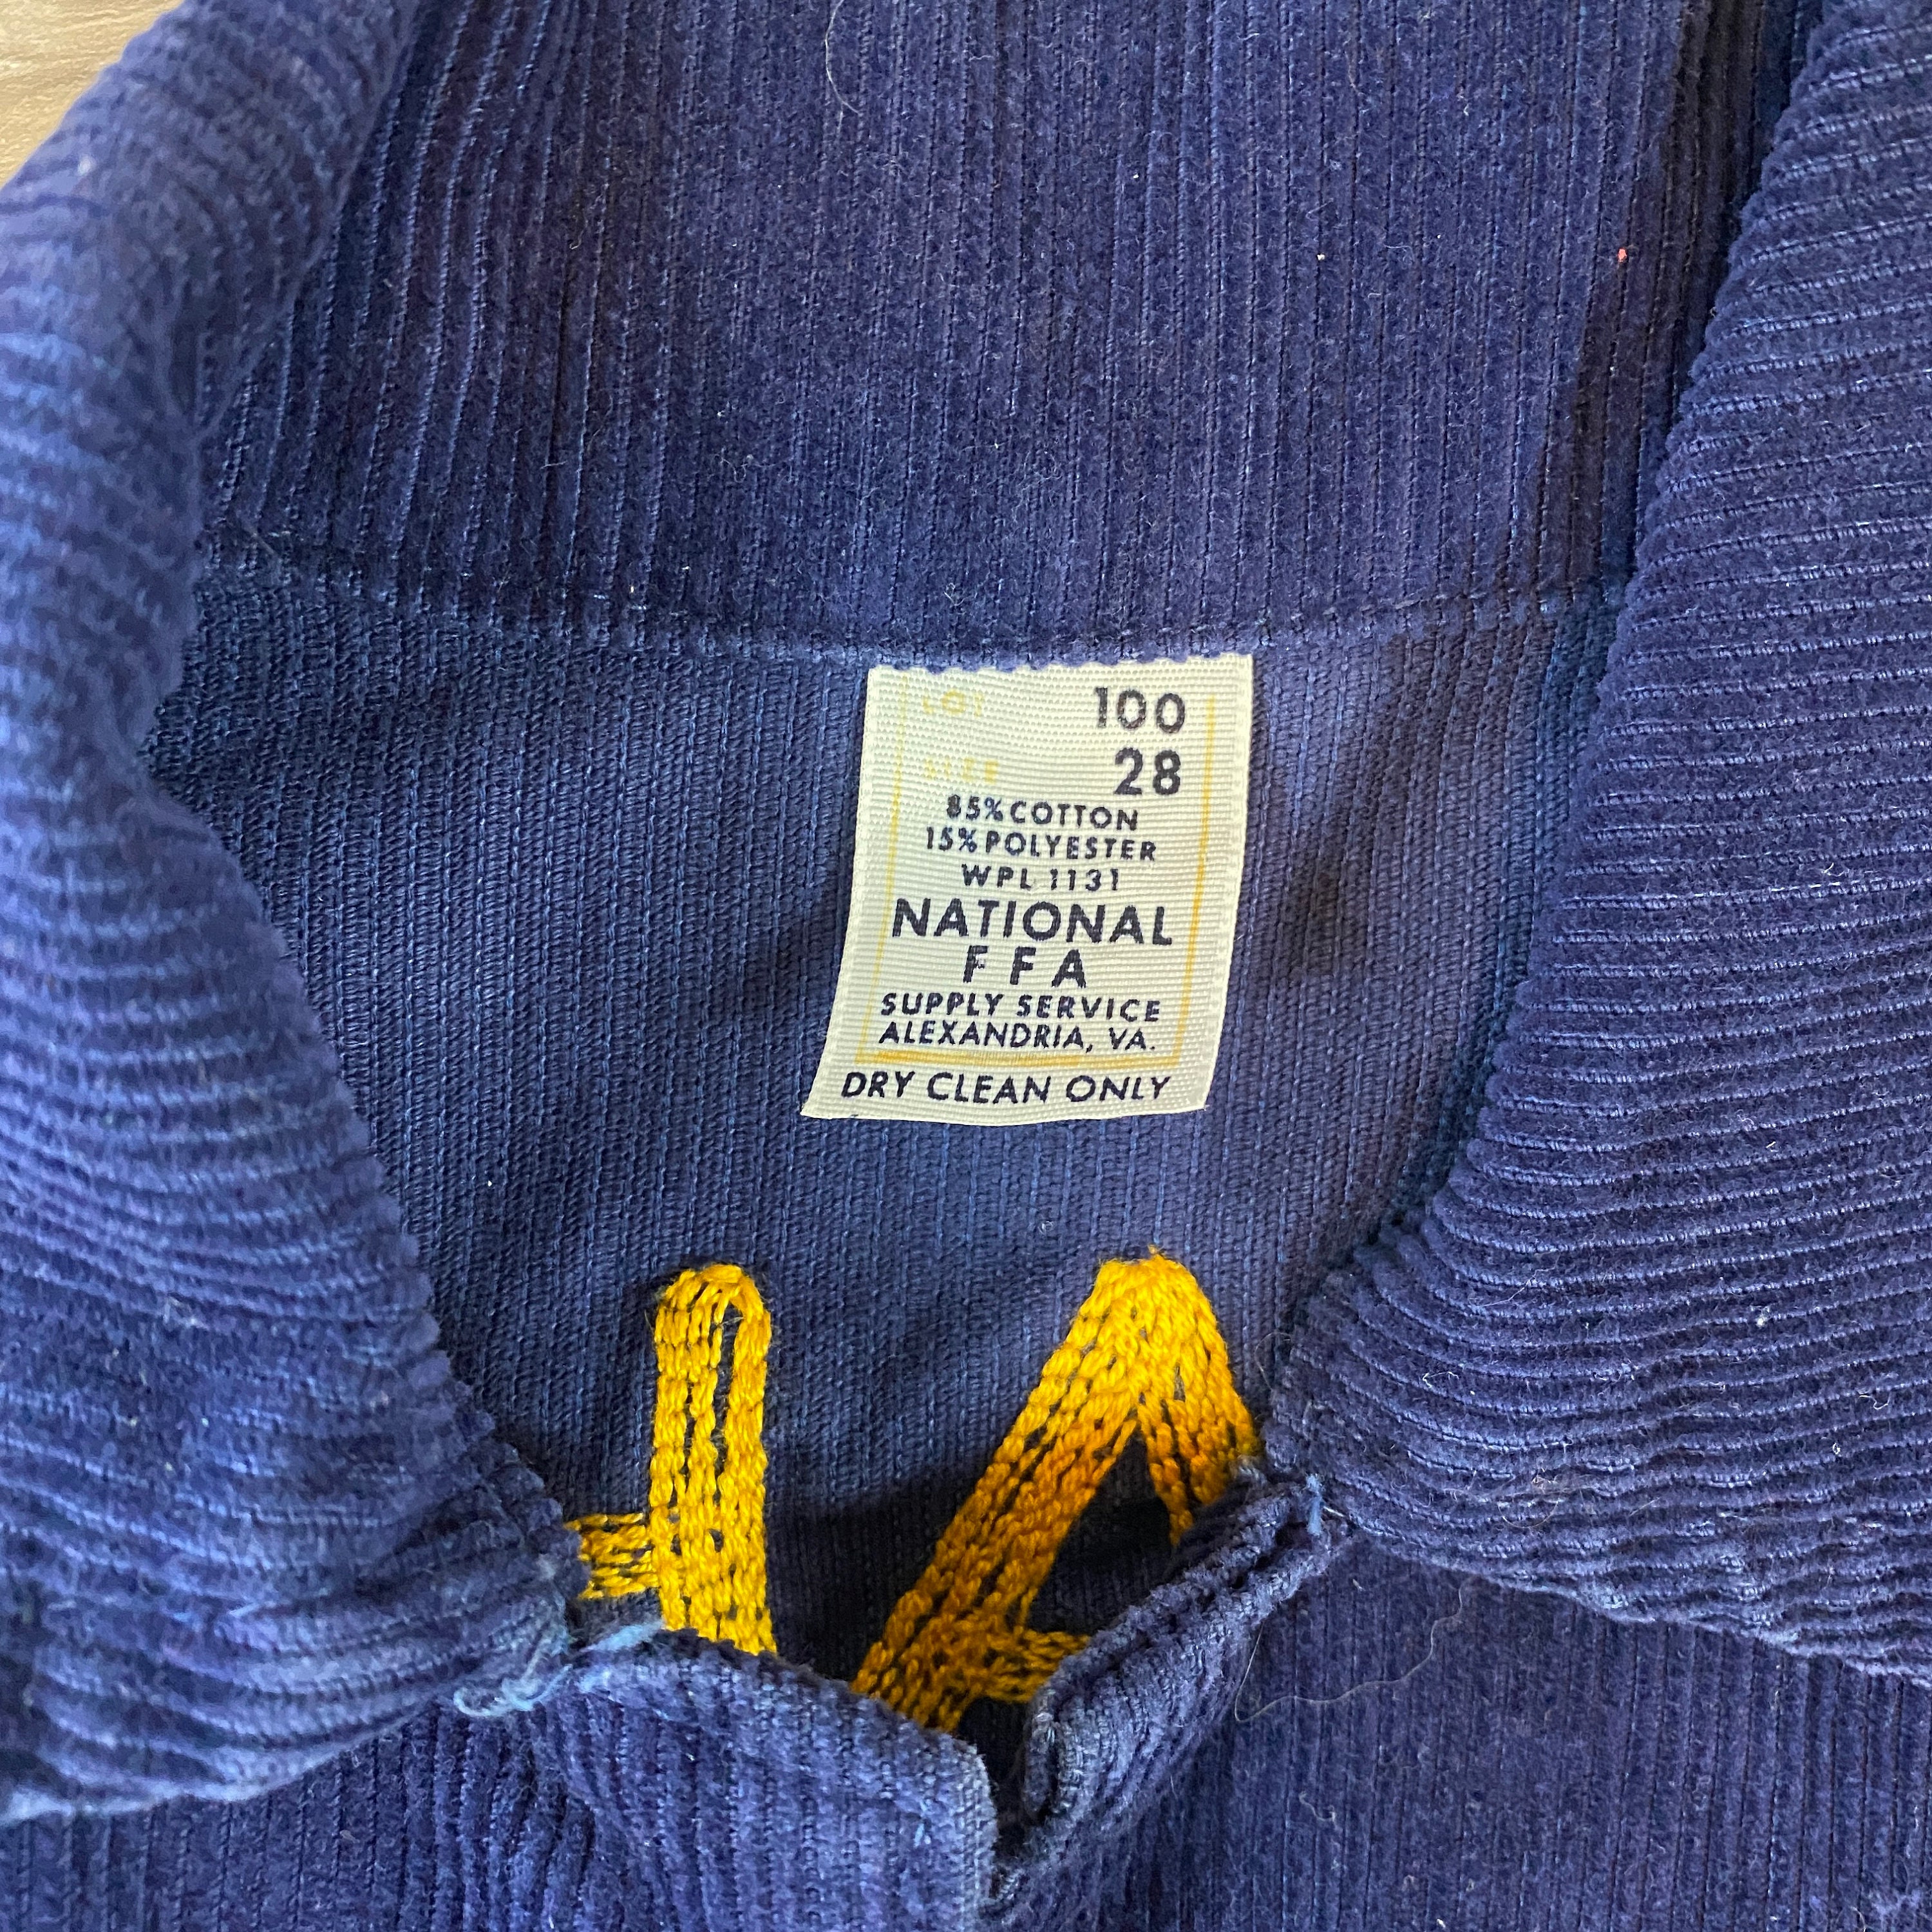 100
28
85%COTTON
15%POLYESTER
WPL 1131
NATIONAL
FFA
SUPPLY SERVICE
ALEXANDRIA, VA.
DRY CLEAN ONLY